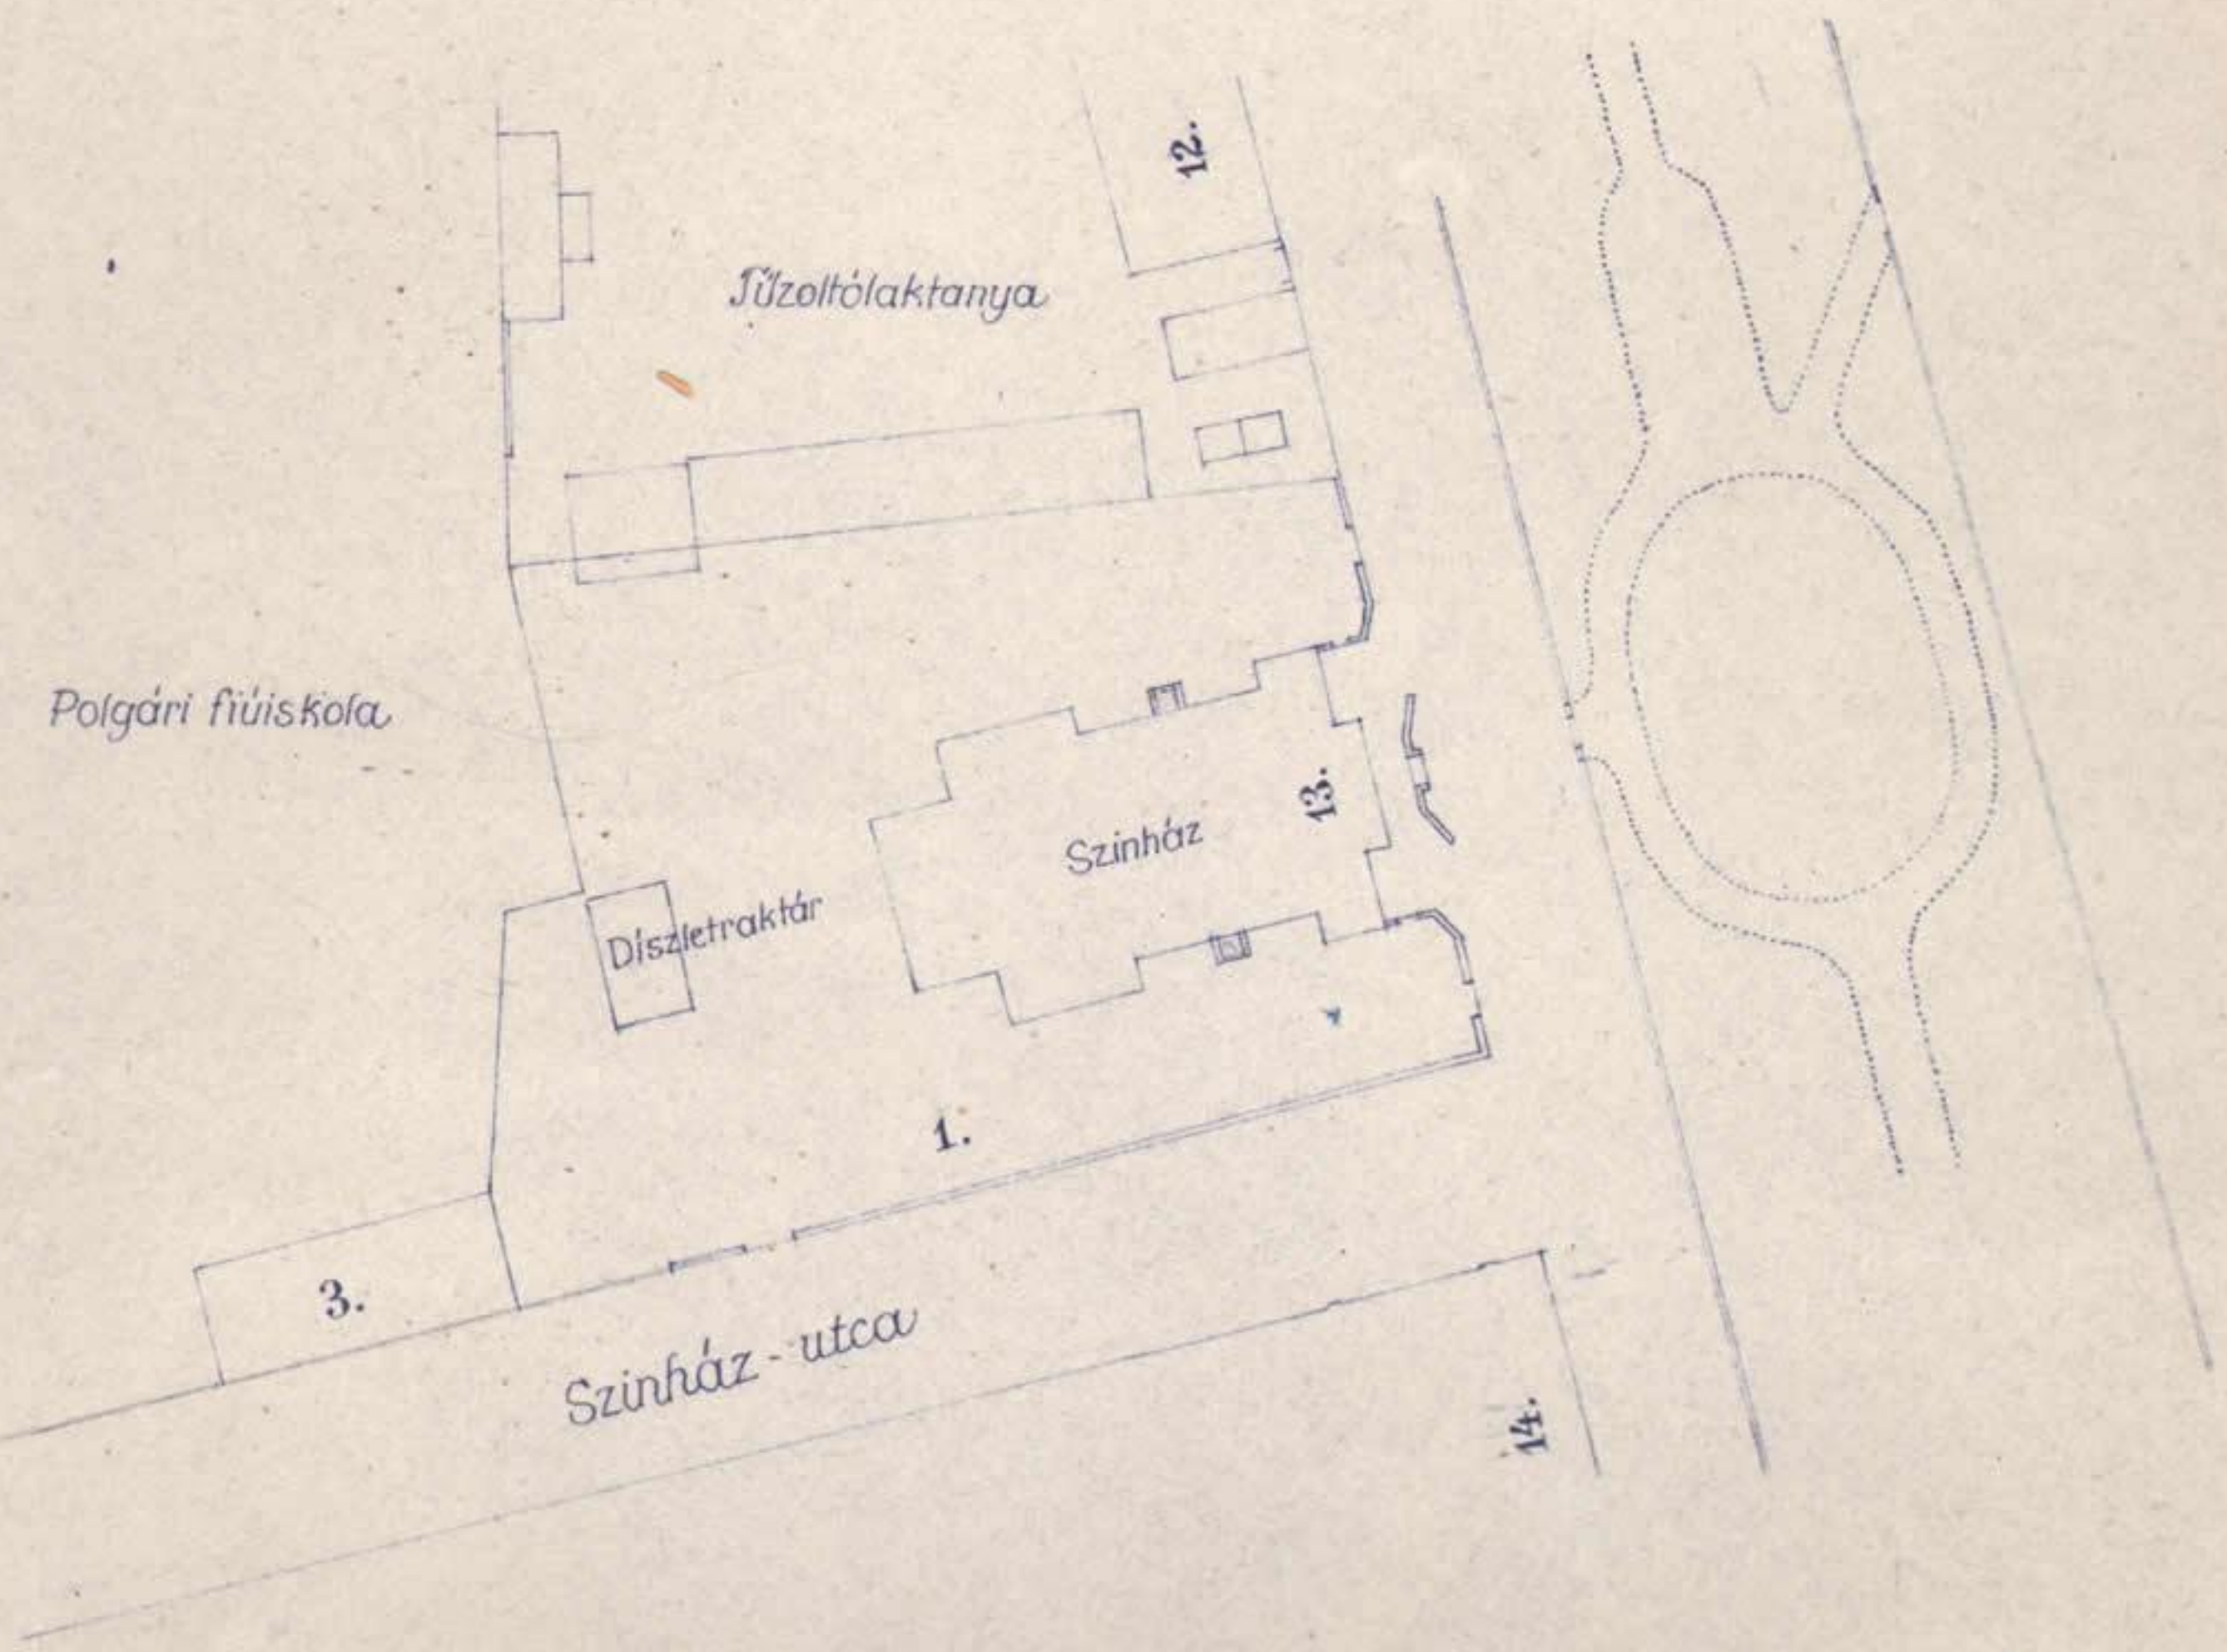 12.
Tűzoltólaktanya
Polgári fiúiskola
13.
Szinház
Díszletraktár
1.
3.
Szinház-utca
14.